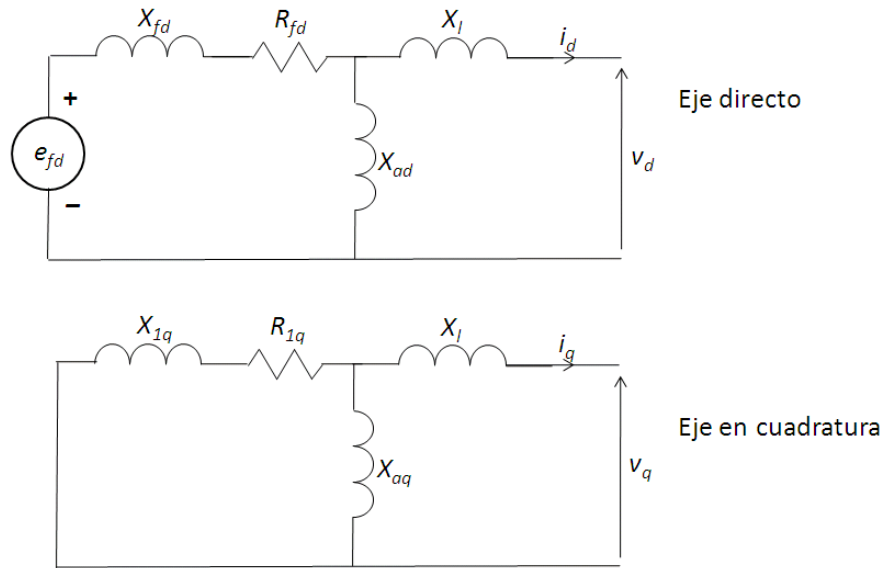 X_fd
R_fd
X_l
i_d
+
e_fd
−
X_ad
v_d
Eje directo
X_1q
R_1q
X_l
i_q
X_aq
v_q
Eje en cuadratura